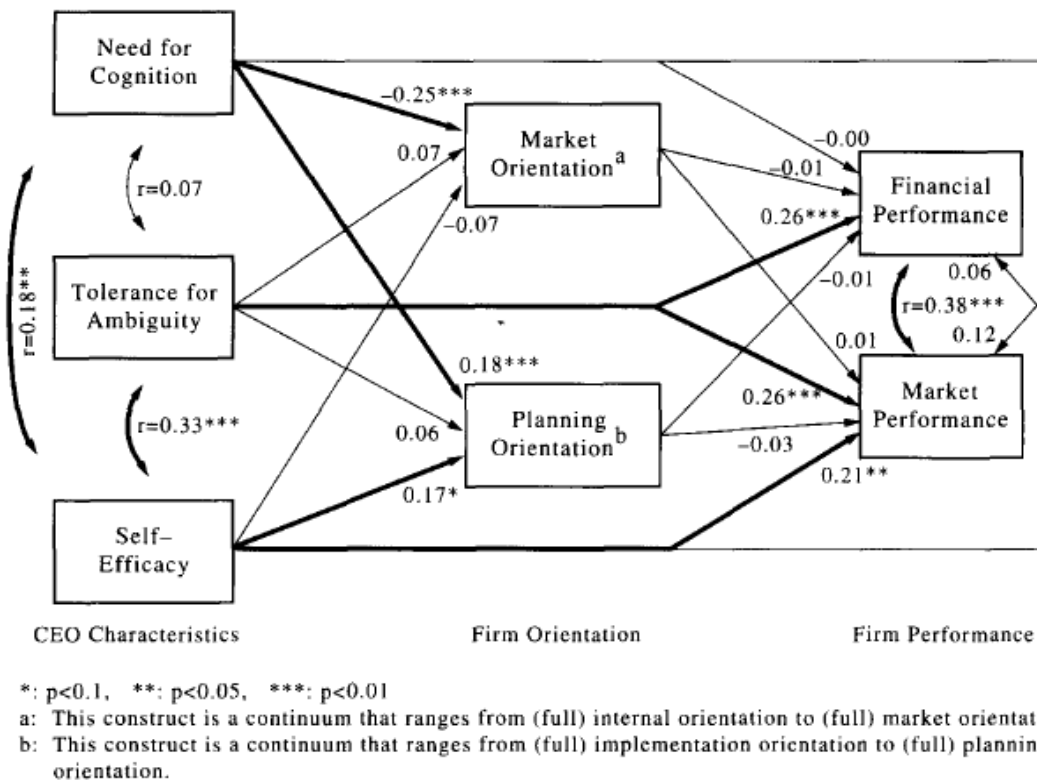 Need for
Cognition
-0.25***
Market
Orientation a
0.07
-0.07
r=0.07
-0.00
-0.01
Financial
Performance
0.26***
-0.01
r=0.18**
Tolerance for
Ambiguity
0.06
r=0.38***
0.12
0.01
0.18***
0.26***
Market
Performance
Planning
Orientation b
0.06
-0.03
r=0.33***
0.17*
0.21**
Self-
Efficacy
CEO Characteristics
Firm Orientation
Firm Performance
*: p<0.1, **: p<0.05, ***: p<0.01
a: This construct is a continuum that ranges from (full) internal orientation to (full) market orientat
b: This construct is a continuum that ranges from (full) implementation orientation to (full) plannin
orientation.